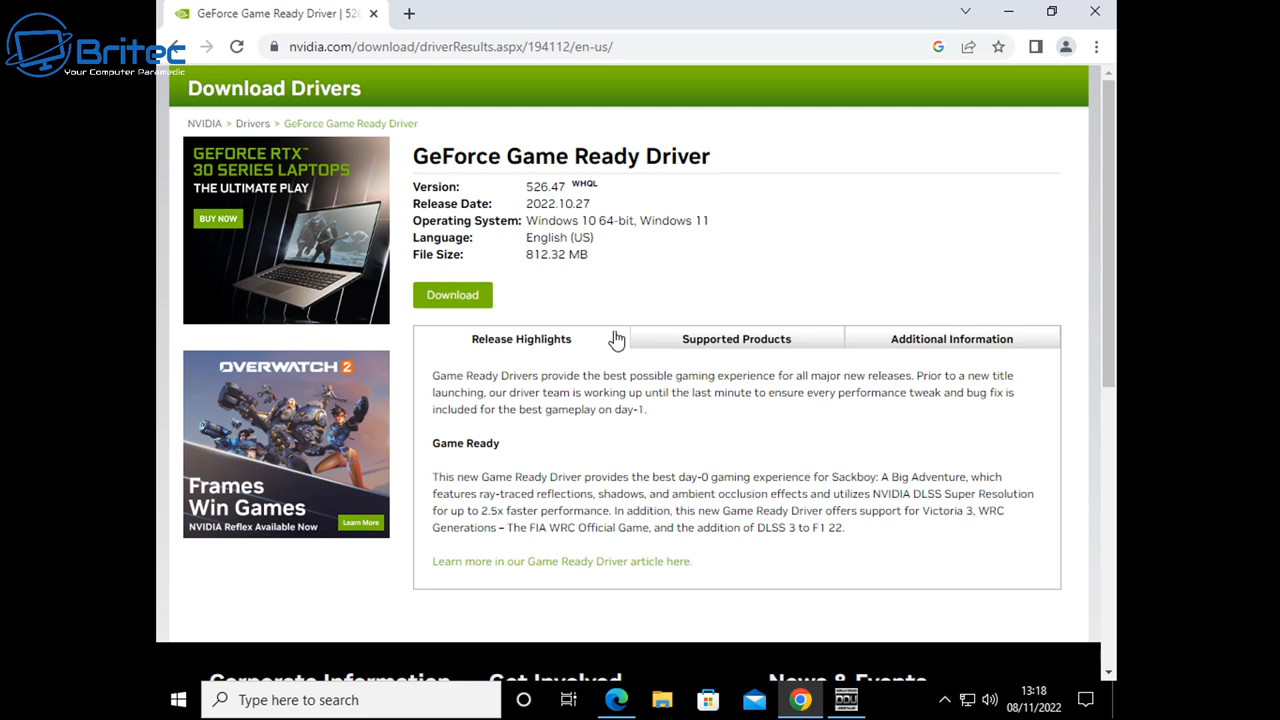 GeForce Game Ready Driver | 526
Britec
Your Computer Paramedic
nvidia.com/download/driverResults.aspx/194112/en-us/
Download Drivers
NVIDIA > Drivers > GeForce Game Ready Driver
GEFORCE RTX™
30 SERIES LAPTOPS
THE ULTIMATE PLAY
BUY NOW
GeForce Game Ready Driver
Version: 526.47 WHQL
Release Date: 2022.10.27
Operating System: Windows 10 64-bit, Windows 11
Language: English (US)
File Size: 812.32 MB
Download
Release Highlights Supported Products Additional Information
Game Ready Drivers provide the best possible gaming experience for all major new releases. Prior to a new title
launching, our driver team is working up until the last minute to ensure every performance tweak and bug fix is
included for the best gameplay on day-1.
Game Ready
This new Game Ready Driver provides the best day-0 gaming experience for Sackboy: A Big Adventure, which
features ray-traced reflections, shadows, and ambient occlusion effects and utilizes NVIDIA DLSS Super Resolution
for up to 2.5x faster performance. In addition, this new Game Ready Driver offers support for Victoria 3, WRC
Generations – The FIA WRC Official Game, and the addition of DLSS 3 to F1 22.
Learn more in our Game Ready Driver article here.
OVERWATCH 2
Frames
Win Games
NVIDIA Reflex Available Now
Learn More
Corporate Information Get Involved News & Events
Type here to search
DDU
13:18
08/11/2022